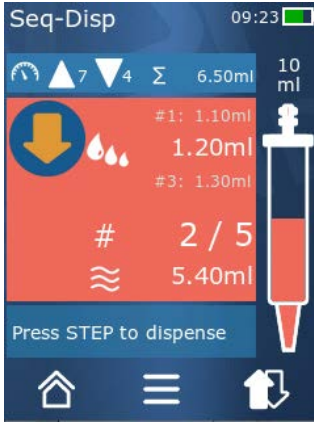 Seq-Disp 09:23
7 4 Σ 6.50ml
10 ml
#1: 1.10ml
1.20ml
#3: 1.30ml
# 2 / 5
≈ 5.40ml
Press STEP to dispense